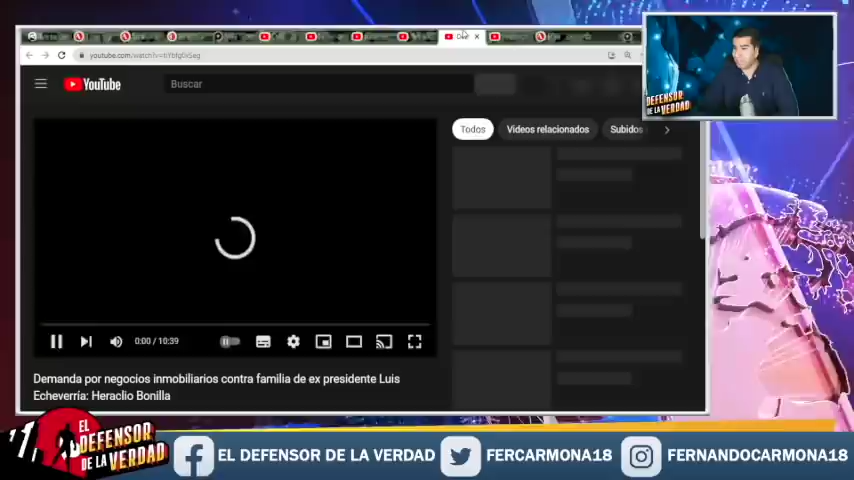 youtube.com/watch?v=
YouTube
Buscar
Todos
Videos relacionados
Subidos
0:00 / 10:39
Demanda por negocios inmobiliarios contra familia de ex presidente Luis
Echeverría: Heraclio Bonilla
DEFENSOR
DE LA VERDAD
EL
DEFENSOR
DE LA VERDAD
EL DEFENSOR DE LA VERDAD
FERCARMONA18
FERNANDOCARMONA18